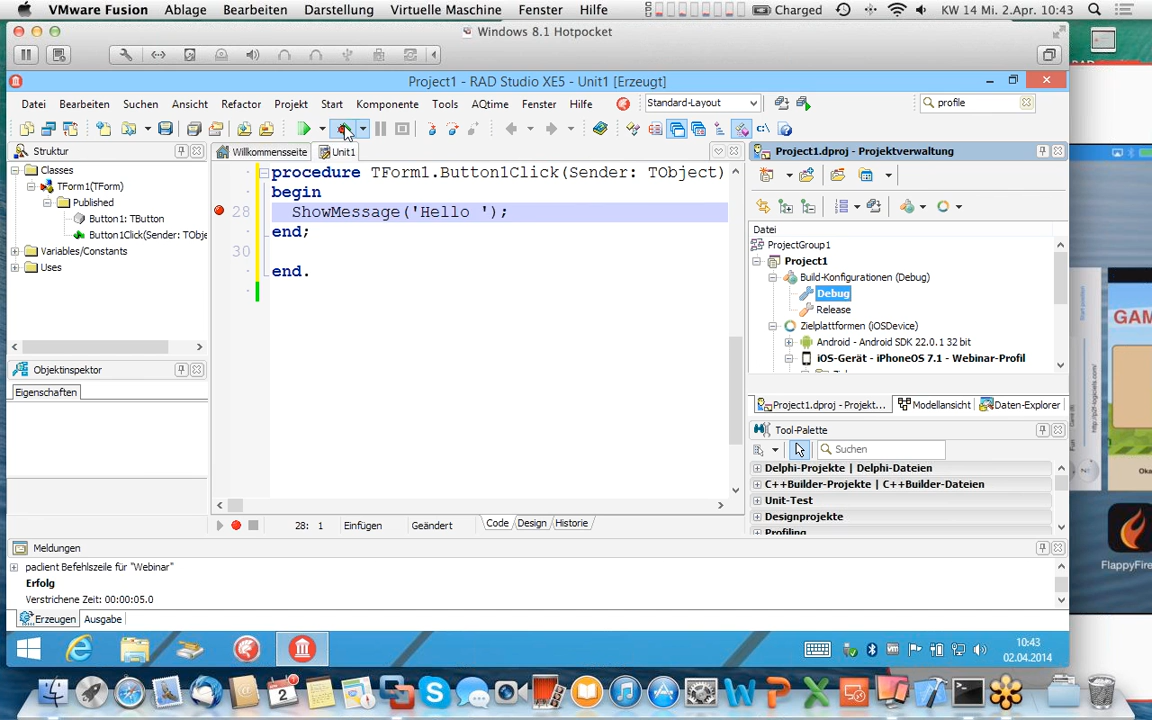 VMware Fusion Ablage Bearbeiten Darstellung Virtuelle Maschine Fenster Hilfe Charged KW 14 Mi. 2.Apr. 10:43
Windows 8.1 Hotpocket
Project1 - RAD Studio XE5 - Unit1 [Erzeugt]
Datei Bearbeiten Suchen Ansicht Refactor Projekt Start Komponente Tools AQtime Fenster Hilfe Standard-Layout profile
Struktur
Willkommensseite Unit1
Project1.dproj - Projektverwaltung
Classes
TForm1(TForm)
Published
Button1: TButton
Button1Click(Sender: TObje
Variables/Constants
Uses
procedure TForm1.Button1Click(Sender: TObject)
begin
28 ShowMessage('Hello ');
end;
30
end.
Datei
ProjectGroup1
Project1
Build-Konfigurationen (Debug)
Debug
Release
Zielplattformen (iOSDevice)
Android - Android SDK 22.0.1 32 bit
iOS-Gerät - iPhoneOS 7.1 - Webinar-Profil
Objektinspektor
Eigenschaften
Project1.dproj - Projekt... Modellansicht Daten-Explorer
Tool-Palette
Suchen
Delphi-Projekte | Delphi-Dateien
C++Builder-Projekte | C++Builder-Dateien
Unit-Test
Designprojekte
Profiling
28: 1 Einfügen Geändert Code Design Historie
Meldungen
paclient Befehlszeile für "Webinar"
Erfolg
Verstrichene Zeit: 00:00:05.0
Erzeugen Ausgabe
10:43
02.04.2014
Start position
GAM
Oka
FlappyFire